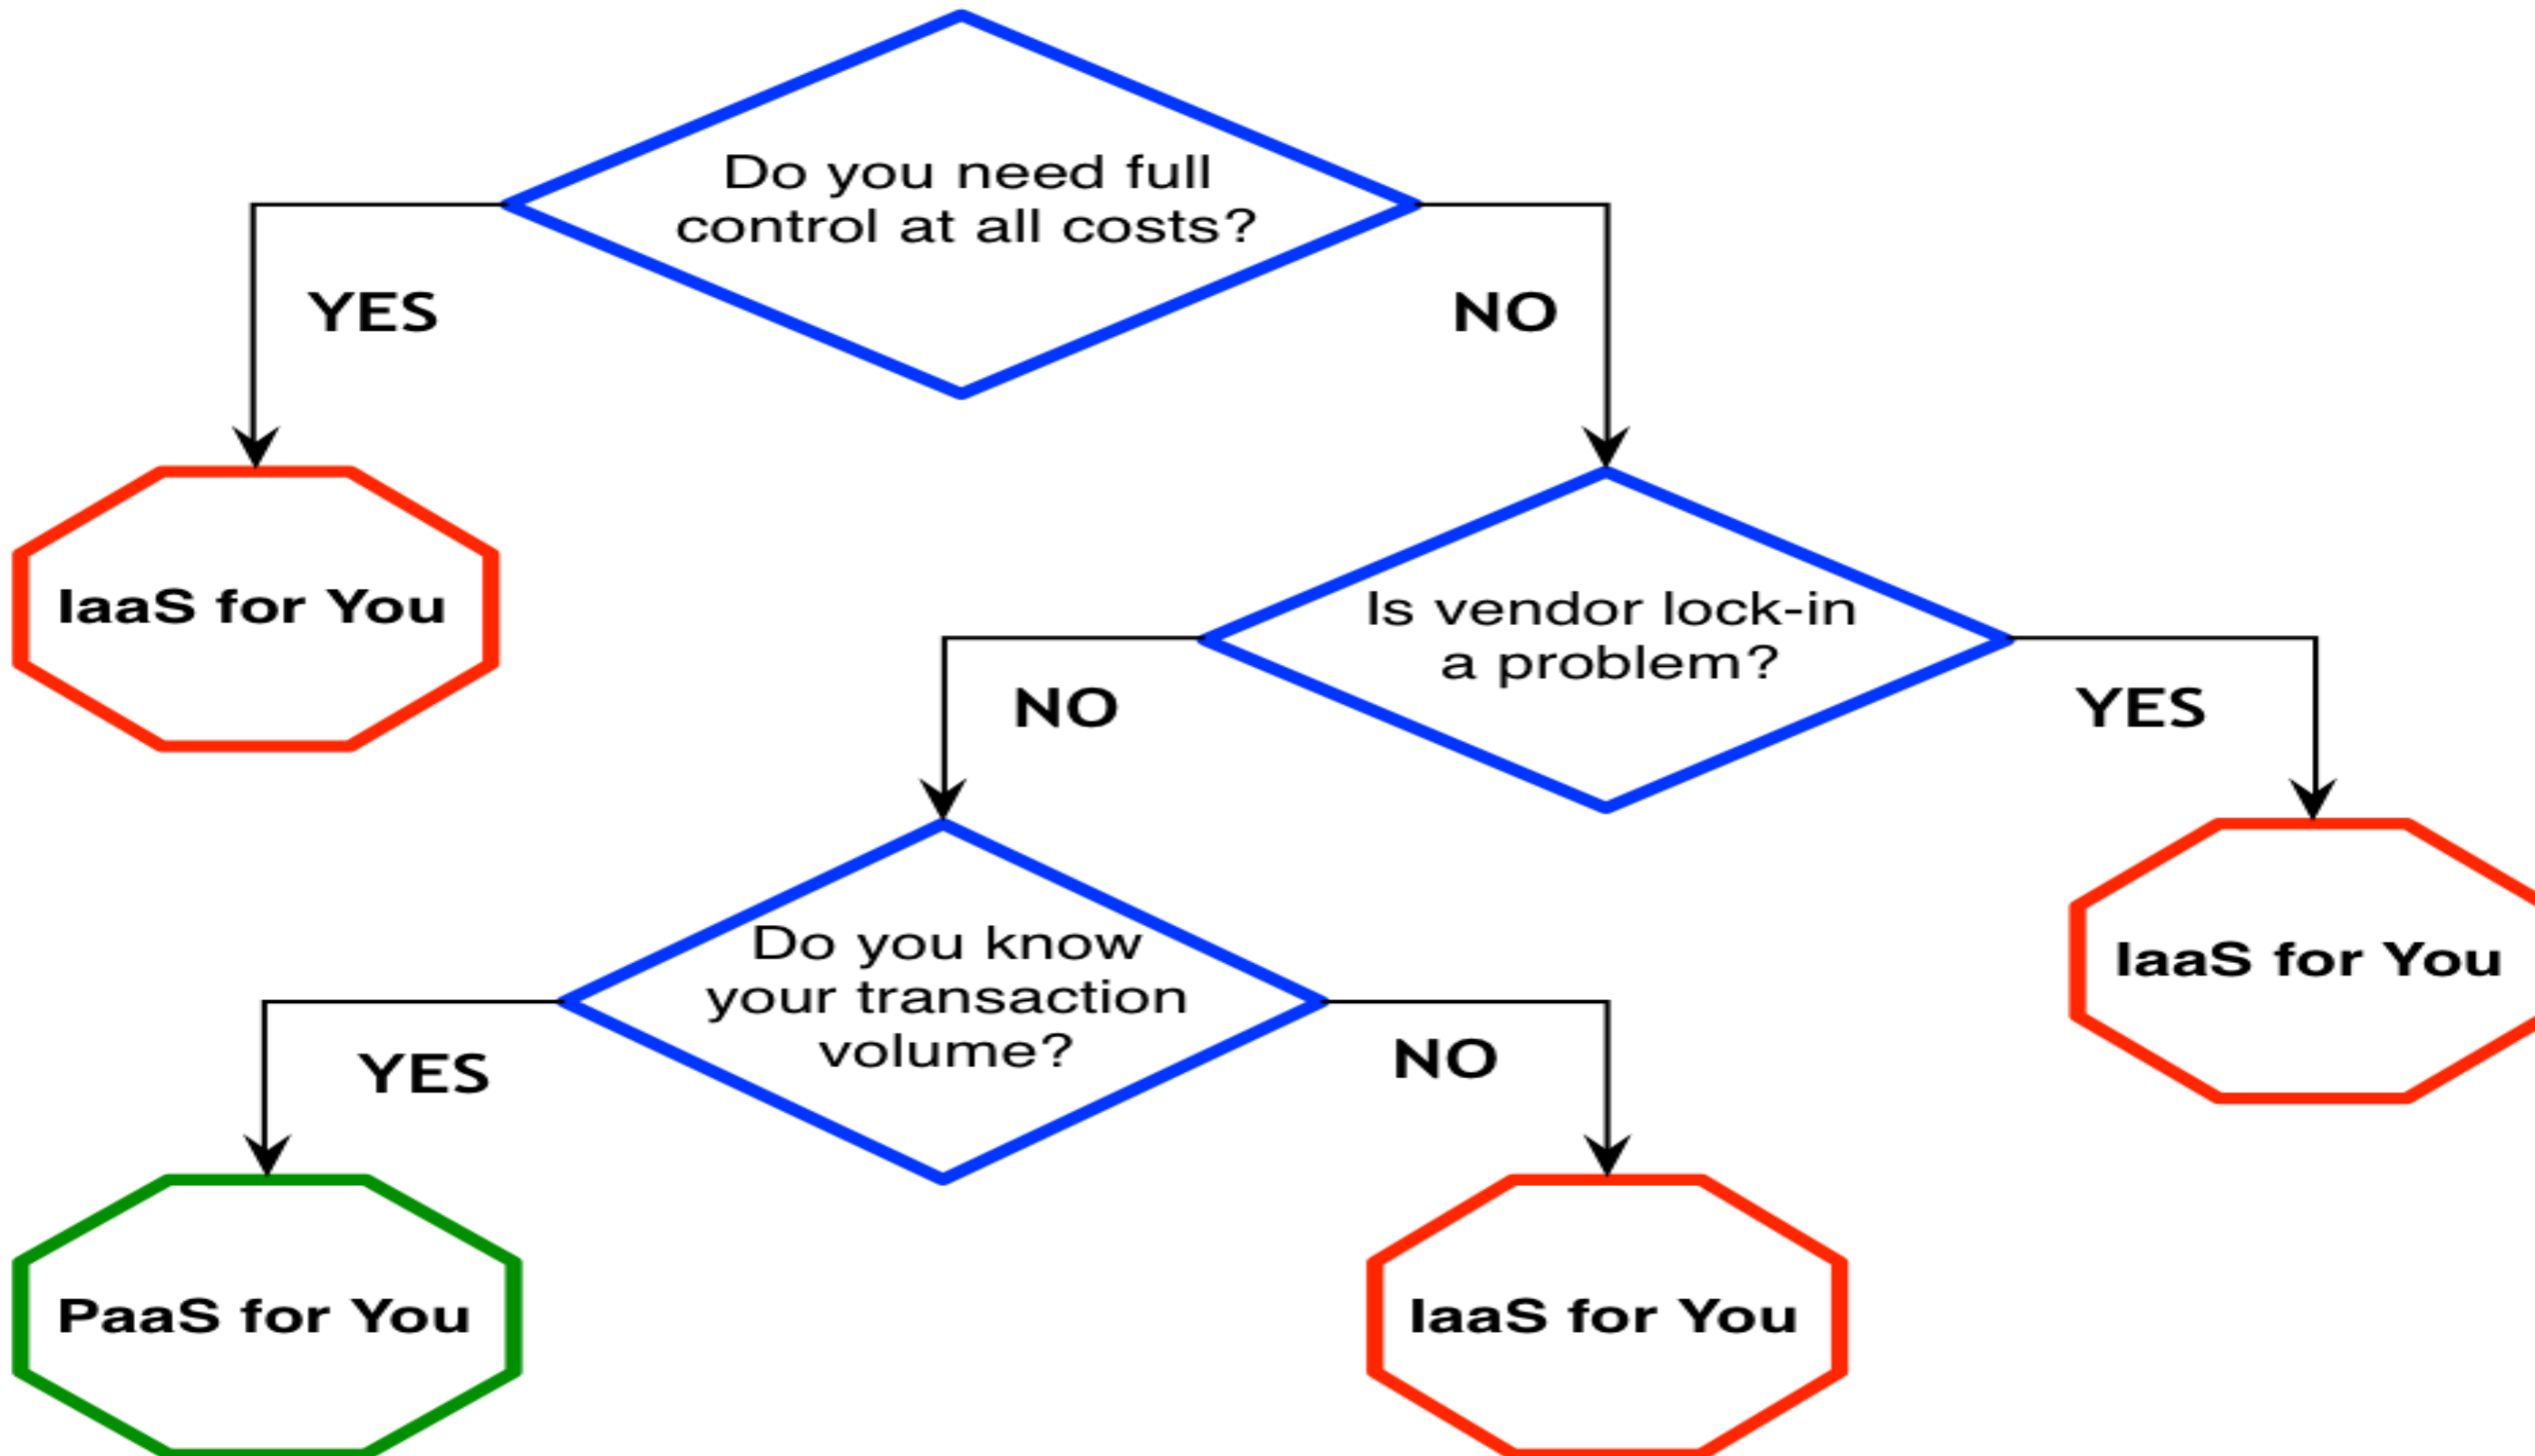 Do you need full
control at all costs?
YES
NO
IaaS for You
Is vendor lock-in
a problem?
NO
YES
Do you know
your transaction
volume?
IaaS for You
YES
NO
PaaS for You
IaaS for You